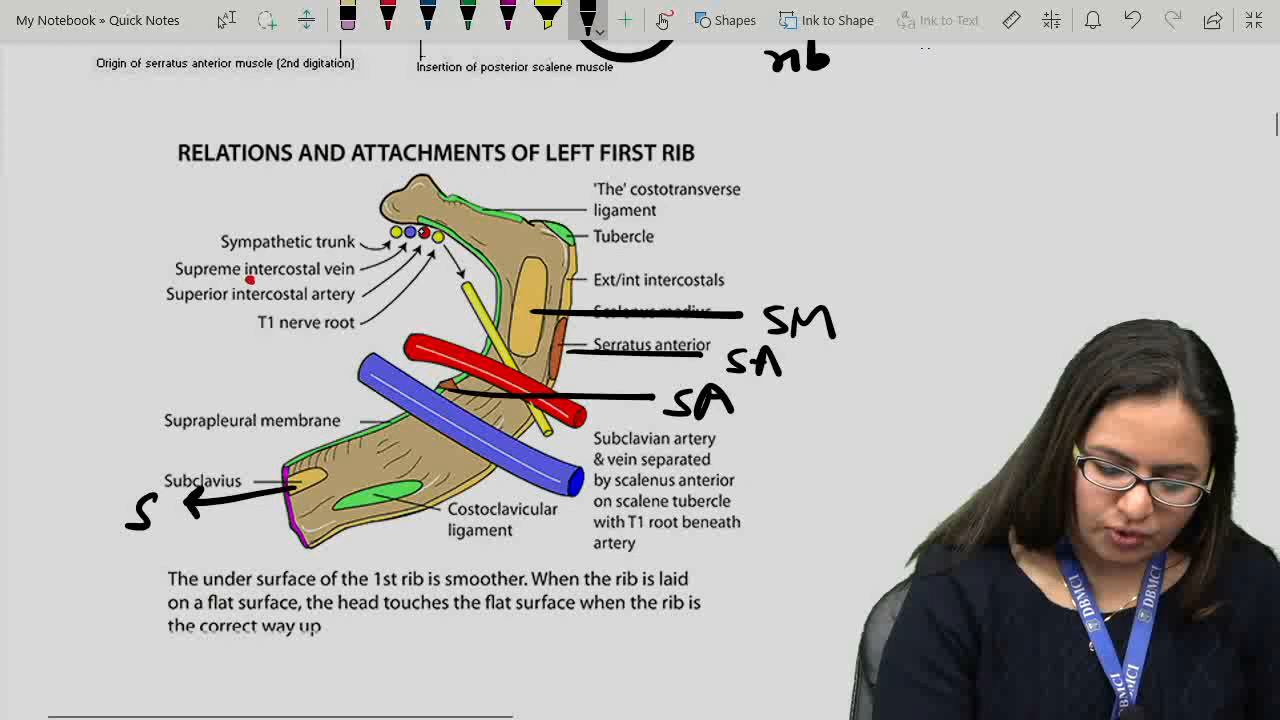 My Notebook » Quick Notes
Shapes
Ink to Shape
Ink to Text
Origin of serratus anterior muscle (2nd digitation)
Insertion of posterior scalene muscle
rib
RELATIONS AND ATTACHMENTS OF LEFT FIRST RIB
'The' costotransverse
ligament
Tubercle
Ext/int intercostals
Scalenus medius
SM
Serratus anterior
SA
SA
Sympathetic trunk
Supreme intercostal vein
Superior intercostal artery
T1 nerve root
Suprapleural membrane
Subclavius
S
Costoclavicular
ligament
Subclavian artery
& vein separated
by scalenus anterior
on scalene tubercle
with T1 root beneath
artery
The under surface of the 1st rib is smoother. When the rib is laid
on a flat surface, the head touches the flat surface when the rib is
the correct way up
DBMCI
DBMCI